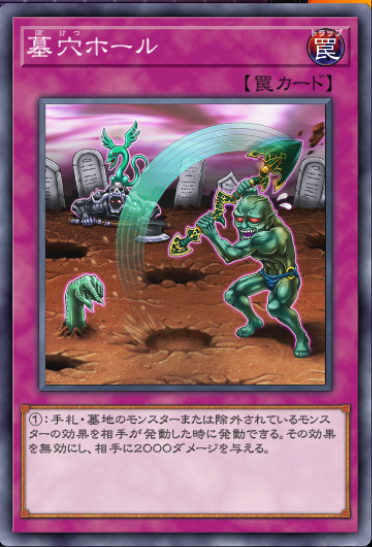 ぼけつ
墓穴ホール
トラップ
罠
【罠カード】
①：手札・墓地のモンスターまたは除外されているモンス
ターの効果を相手が発動した時に発動できる。その効果
を無効にし、相手に2000ダメージを与える。